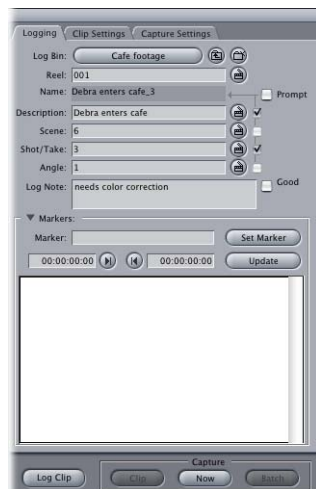 Logging Clip Settings Capture Settings
Log Bin: Cafe footage
Reel: 001
Name: Debra enters cafe_3 Prompt
Description: Debra enters cafe
Scene: 6
Shot/Take: 3
Angle: 1
Log Note: needs color correction Good
Markers:
Marker: Set Marker
00:00:00:00 00:00:00:00 Update
Capture
Log Clip Clip Now Batch